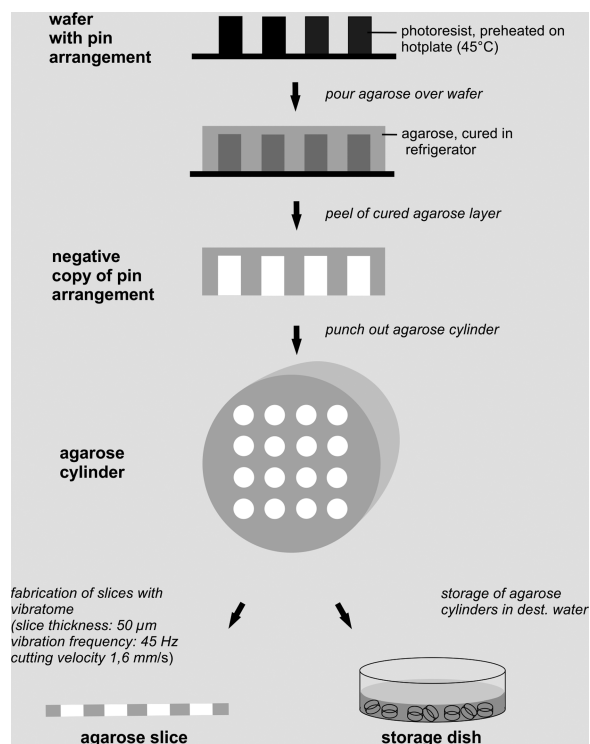 wafer
with pin
arrangement
photoresist, preheated on
hotplate (45°C)
pour agarose over wafer
agarose, cured in
refrigerator
peel of cured agarose layer
negative
copy of pin
arrangement
punch out agarose cylinder
agarose
cylinder
fabrication of slices with
vibratome
(slice thickness: 50 µm
vibration frequency: 45 Hz
cutting velocity 1,6 mm/s)
storage of agarose
cylinders in dest. water
agarose slice
storage dish